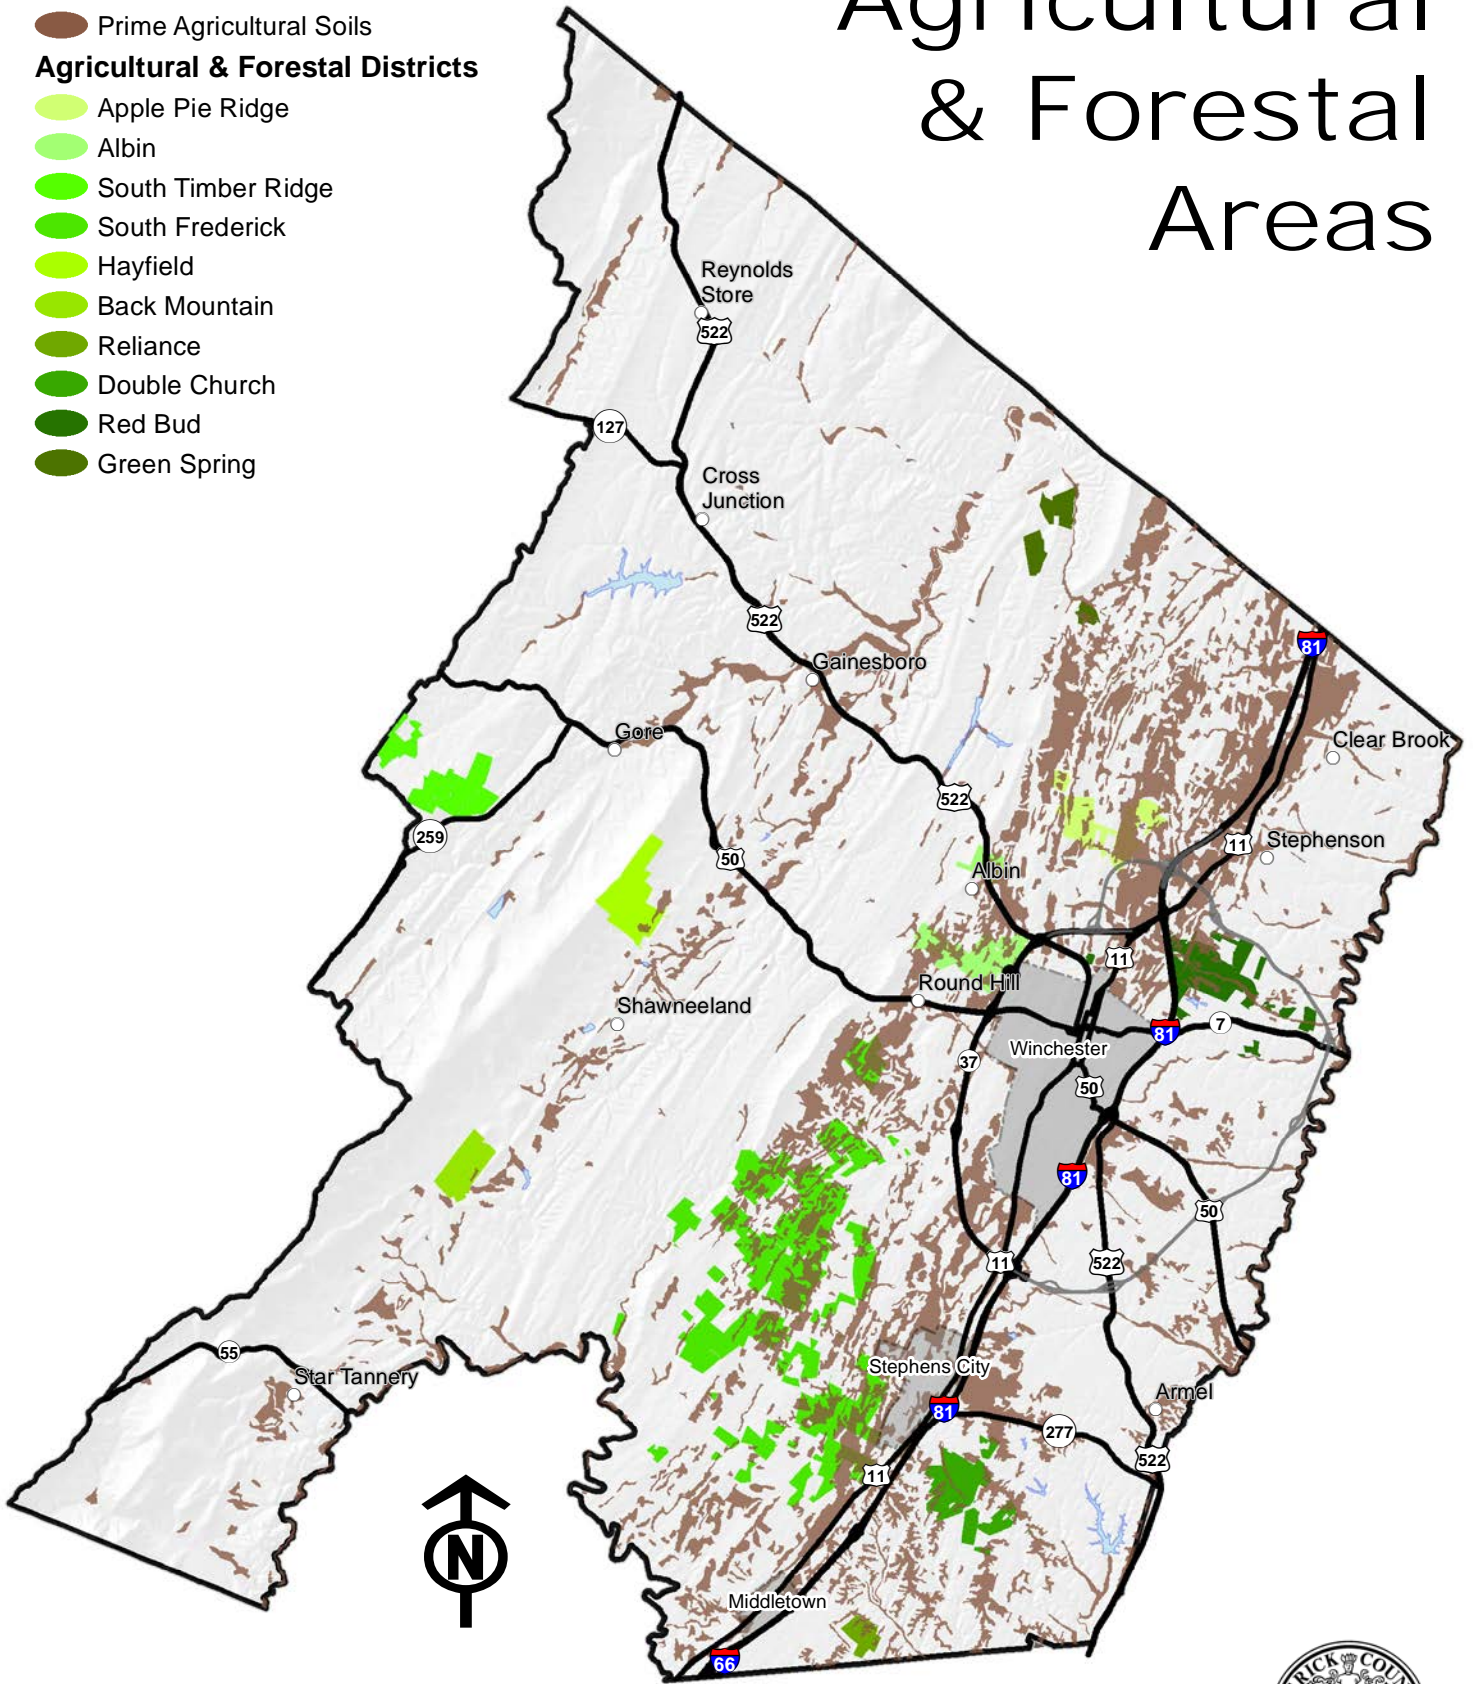 Agricultural
& Forestal
Areas
Prime Agricultural Soils
Agricultural & Forestal Districts
Apple Pie Ridge
Albin
South Timber Ridge
South Frederick
Hayfield
Back Mountain
Reliance
Double Church
Red Bud
Green Spring
Reynolds
Store
522
127
Cross
Junction
522
81
Gainesboro
Gore
Clear Brook
522
259
50
11
Stephenson
Albin
11
Round Hill
Shawneeland
81
7
Winchester
37
50
81
50
11
522
55
Star Tannery
Stephens City
Armel
81
277
522
11
N
Middletown
66
RICK COUN